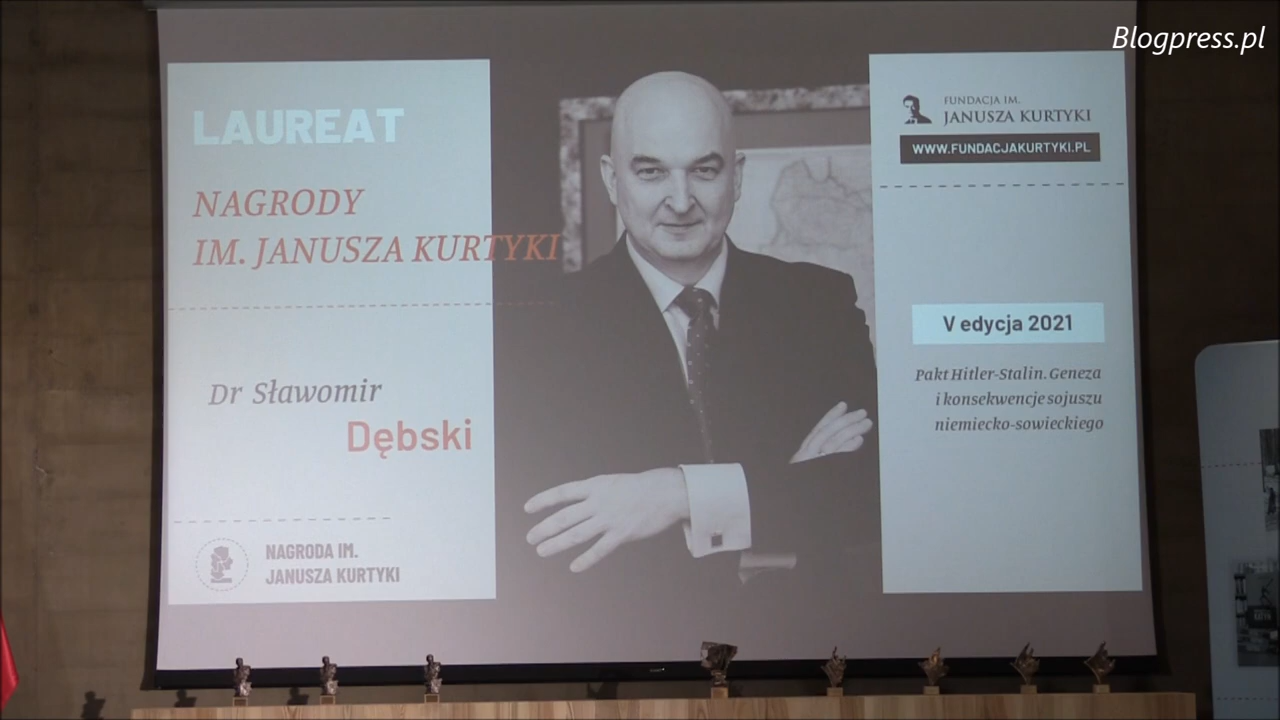 Blogpress.pl
LAUREAT
NAGRODY
IM. JANUSZA KURTYKI
Dr Sławomir
Dębski
NAGRODA IM.
JANUSZA KURTYKI
FUNDACJA IM.
JANUSZA KURTYKI
WWW.FUNDACJAKURTYKI.PL
V edycja 2021
Pakt Hitler-Stalin. Geneza
i konsekwencje sojuszu
niemiecko-sowieckiego